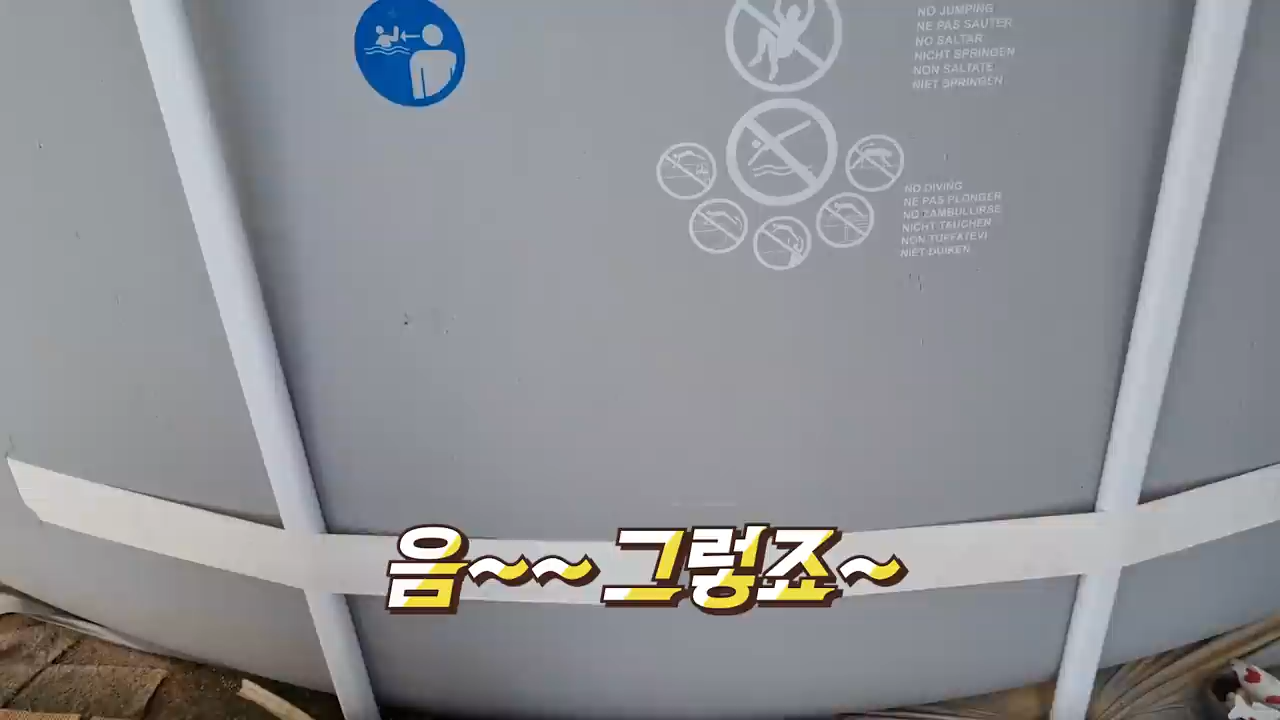 NO JUMPING
NE PAS SAUTER
NO SALTAR
NICHT SPRINGEN
NON SALTATE
NIET SPRINGEN
NO DIVING
NE PAS PLONGER
NO ZAMBULLIRSE
NICHT TAUCHEN
NON TUFFATEVI
NIET DUIKEN
음~~ 그렇죠~